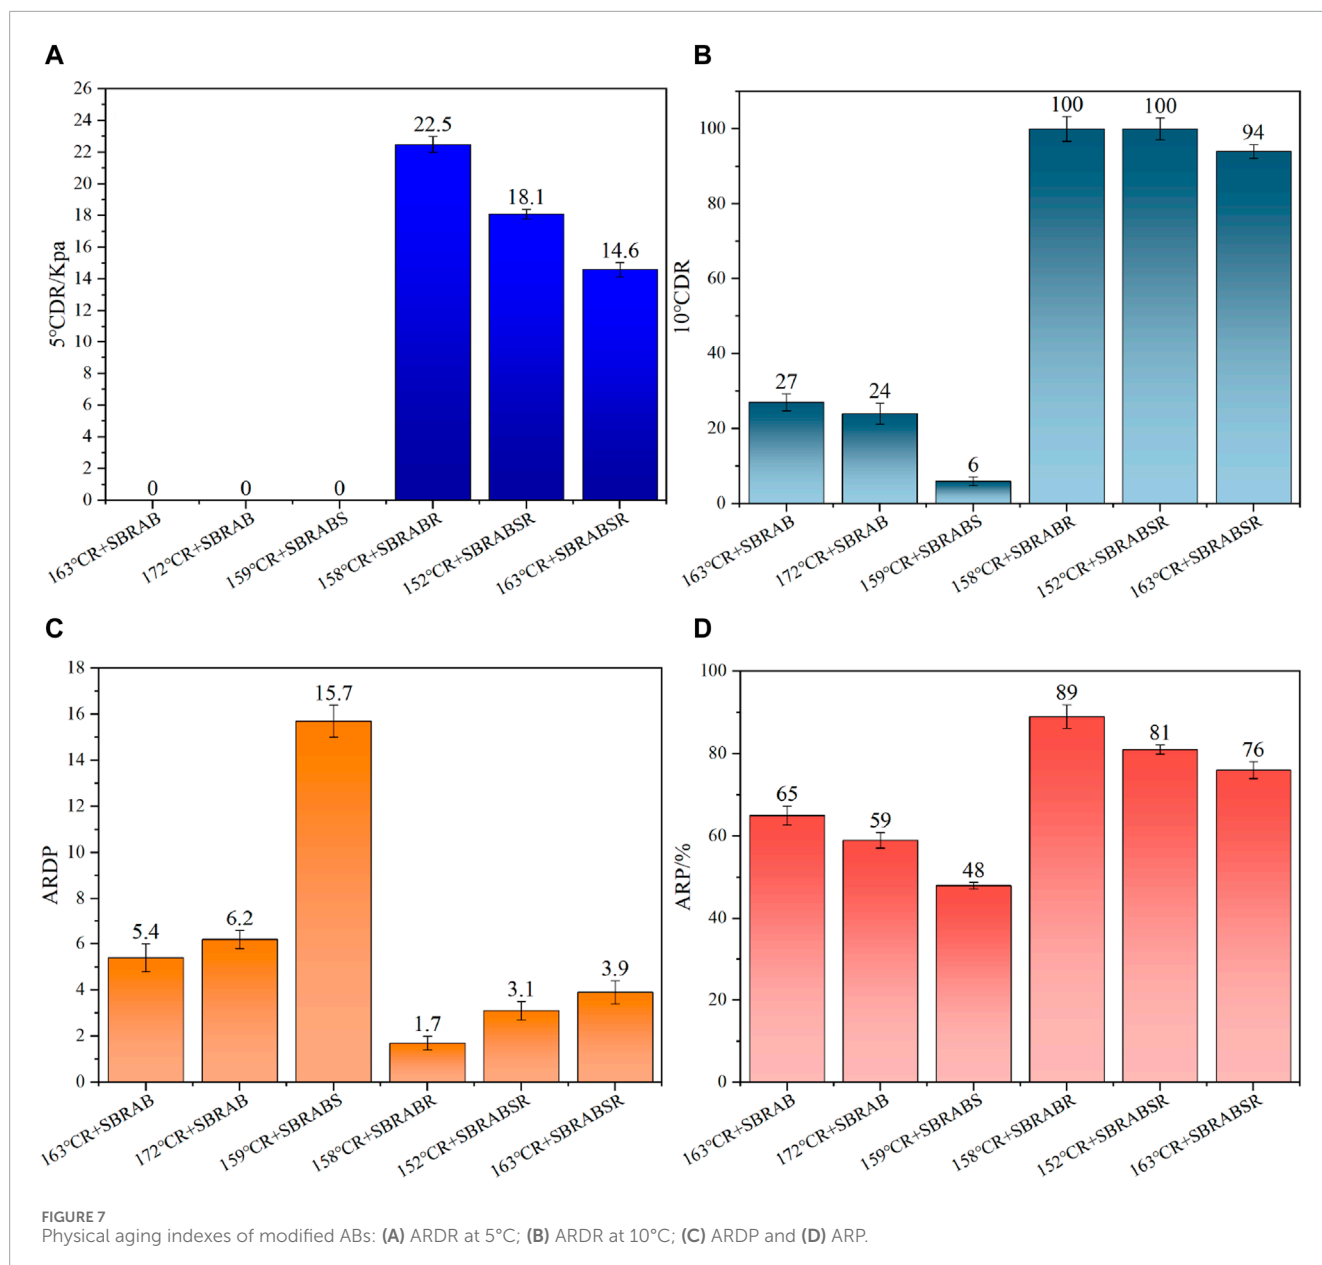 A
5°CDR/Kpa
26
24
22
20
18
16
14
12
10
8
6
4
2
0
0
0
0
22.5
18.1
14.6
163°CR+SBRAB
172°CR+SBRAB
159°CR+SBRABS
158°CR+SBRABR
152°CR+SBRABSR
163°CR+SBRABSR
B
10°CDR
100
80
60
40
20
0
27
24
6
100
100
94
163°CR+SBRAB
172°CR+SBRAB
159°CR+SBRABS
158°CR+SBRABR
152°CR+SBRABSR
163°CR+SBRABSR
C
ARDP
18
16
14
12
10
8
6
4
2
0
5.4
6.2
15.7
1.7
3.1
3.9
163°CR+SBRAB
172°CR+SBRAB
159°CR+SBRABS
158°CR+SBRABR
152°CR+SBRABSR
163°CR+SBRABSR
D
ARP/%
100
80
60
40
20
0
65
59
48
89
81
76
163°CR+SBRAB
172°CR+SBRAB
159°CR+SBRABS
158°CR+SBRABR
152°CR+SBRABSR
163°CR+SBRABSR
FIGURE 7
Physical aging indexes of modified ABs: (A) ARDR at 5°C; (B) ARDR at 10°C; (C) ARDP and (D) ARP.